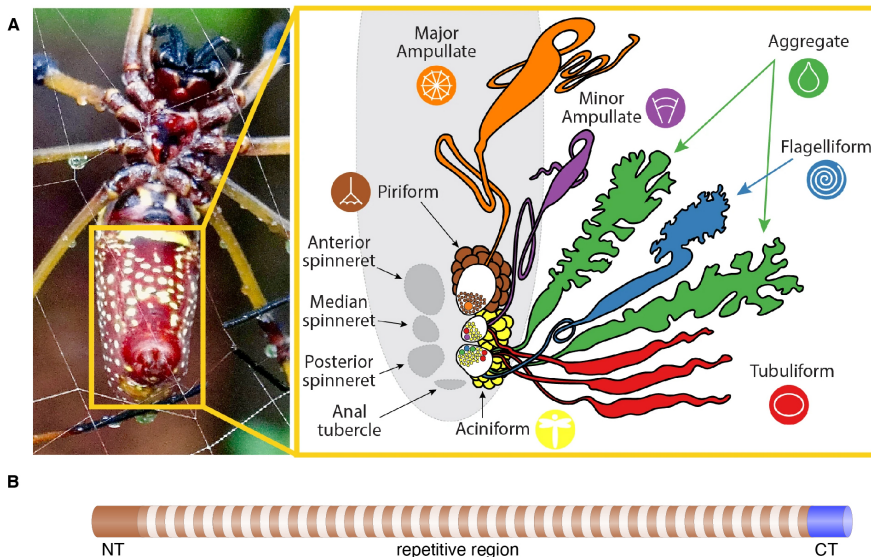 A
Major
Ampullate
Aggregate
Minor
Ampullate
Flagelliform
Piriform
Anterior
spinneret
Median
spinneret
Posterior
spinneret
Anal
tubercle
Aciniform
Tubuliform
B
NT
repetitive region
CT